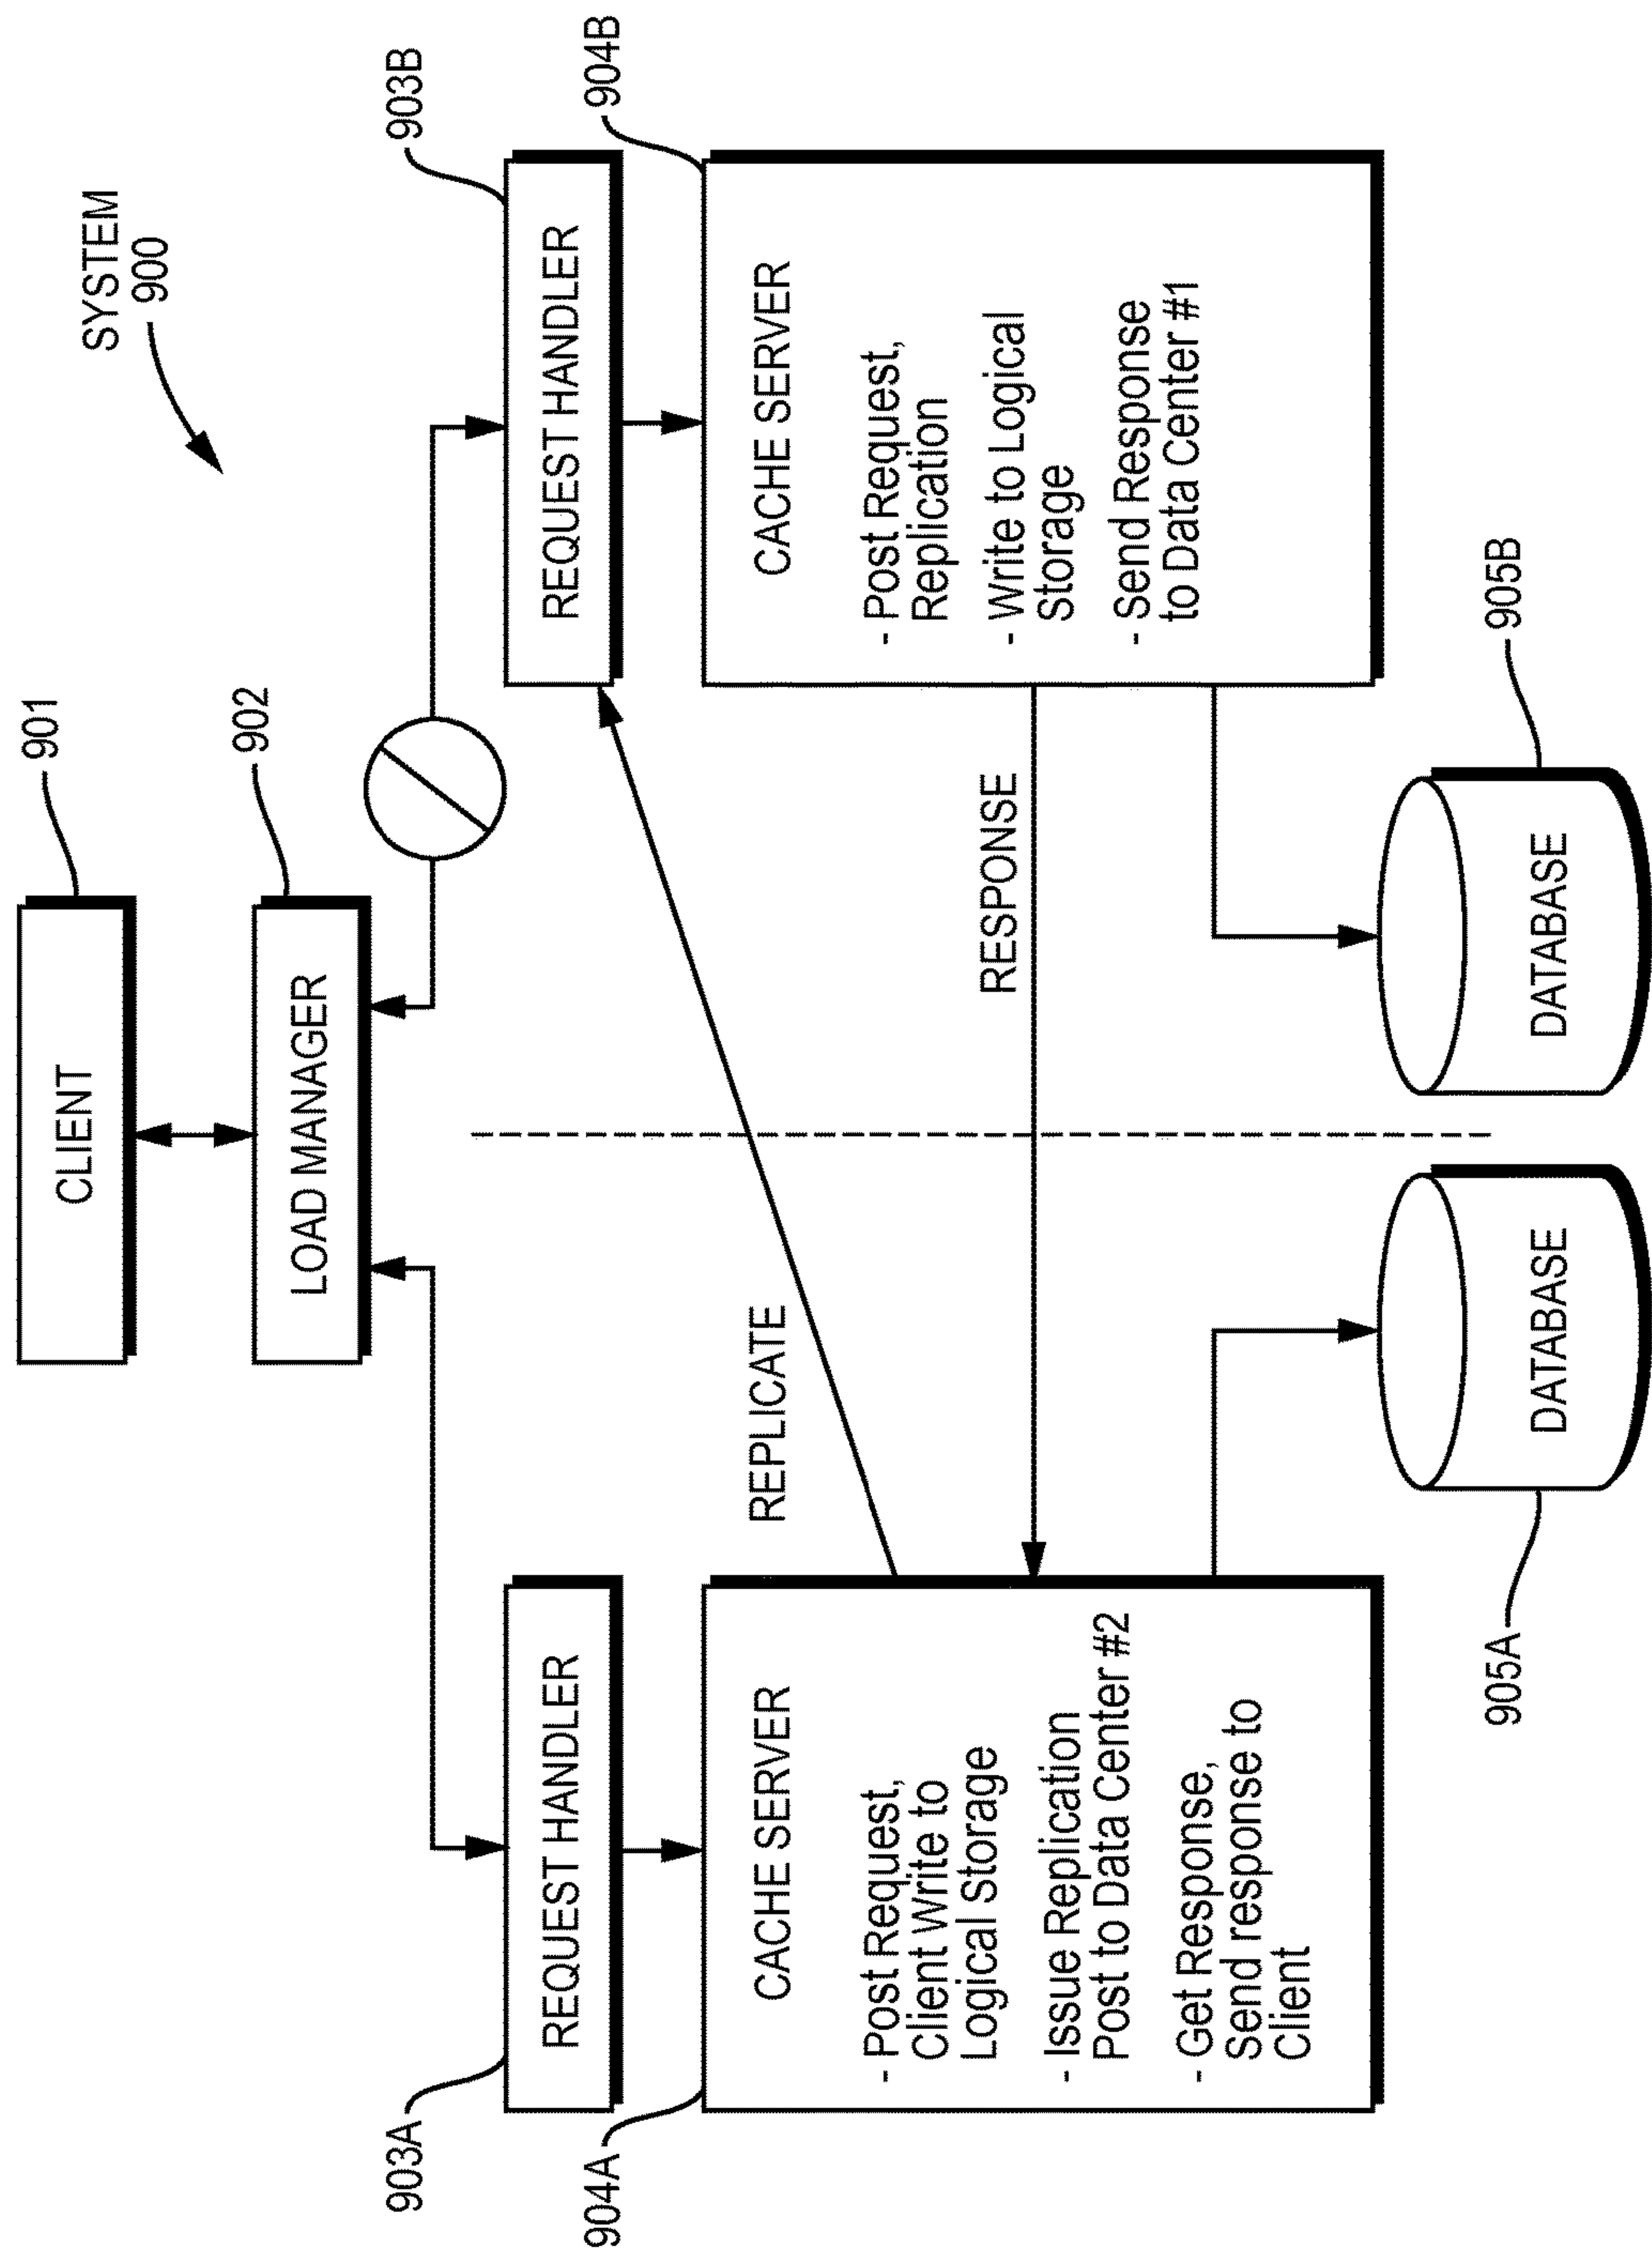 SYSTEM
900
CLIENT
901
LOAD MANAGER
902
903A
REQUEST HANDLER
903B
REQUEST HANDLER
904A
CACHE SERVER
- Post Request,
Client Write to
Logical Storage
- Issue Replication
Post to Data Center #2
- Get Response,
Send response to
Client
REPLICATE
RESPONSE
904B
CACHE SERVER
- Post Request,
Replication
- Write to Logical
Storage
- Send Response
to Data Center #1
905A
DATABASE
DATABASE
905B